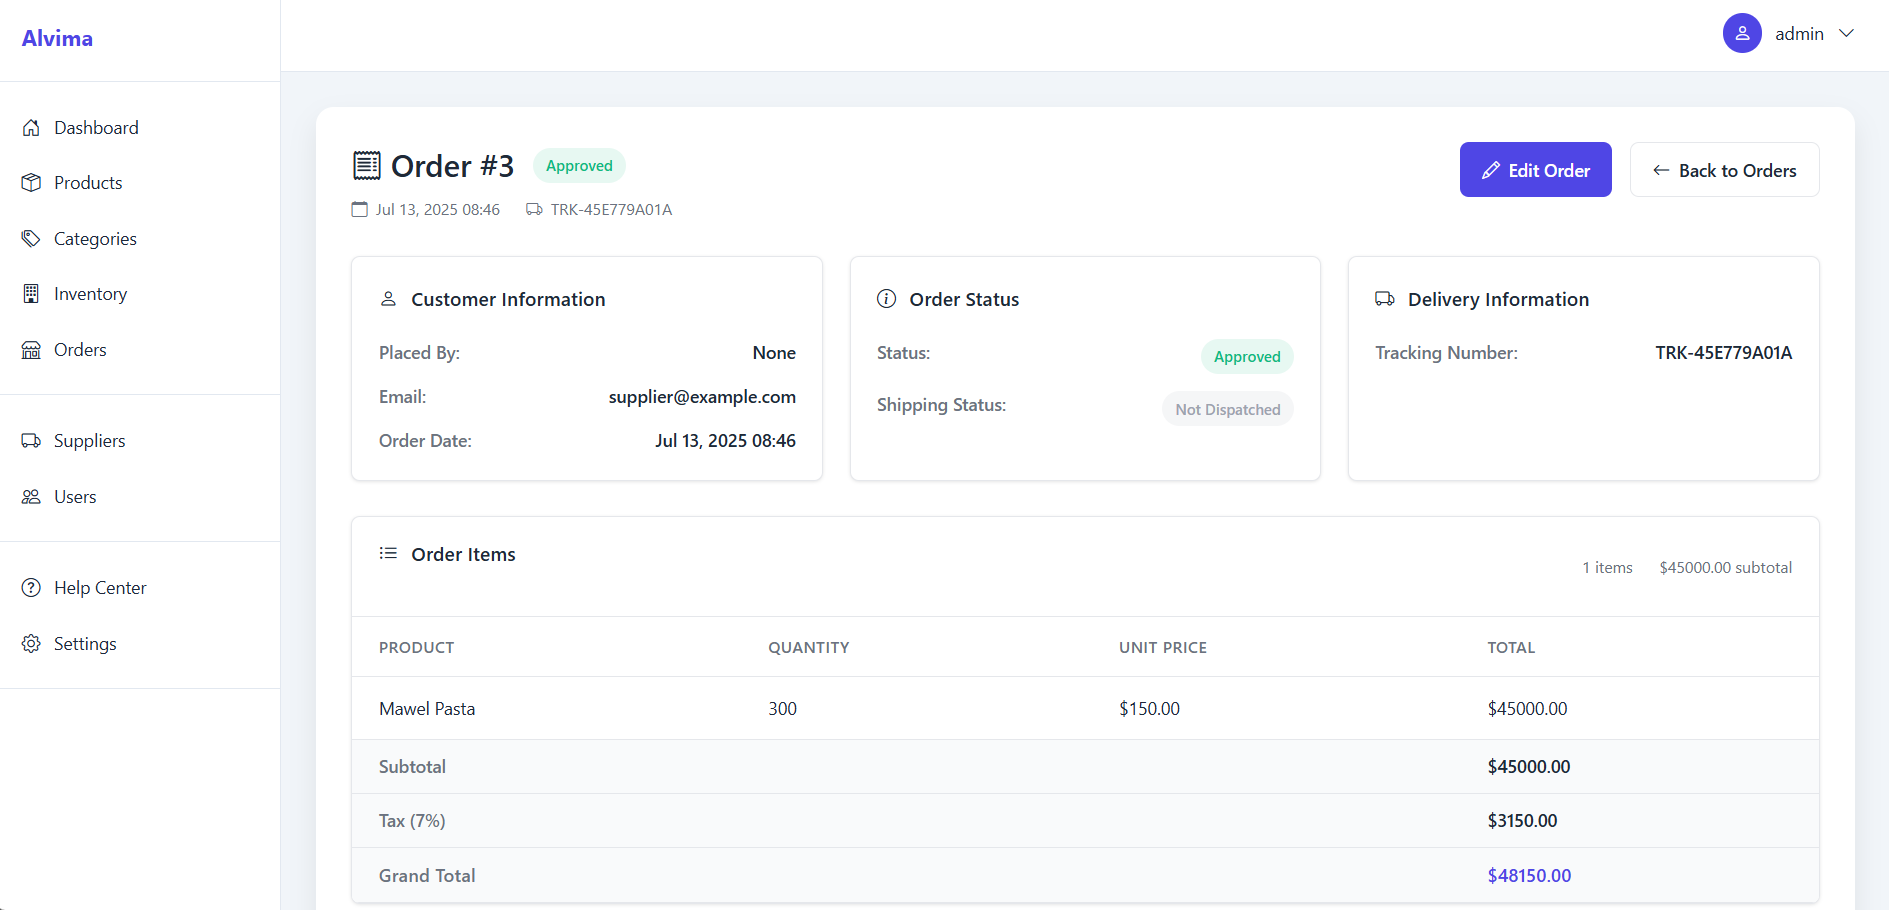 Alvima
admin
Dashboard
Products
Categories
Inventory
Orders
Suppliers
Users
Help Center
Settings
Order #3 Approved
Edit Order
Back to Orders
Jul 13, 2025 08:46 TRK-45E779A01A
Customer Information
Placed By: None
Email: supplier@example.com
Order Date: Jul 13, 2025 08:46
Order Status
Status: Approved
Shipping Status: Not Dispatched
Delivery Information
Tracking Number: TRK-45E779A01A
Order Items
1 items $45000.00 subtotal
PRODUCT QUANTITY UNIT PRICE TOTAL
Mawel Pasta 300 $150.00 $45000.00
Subtotal $45000.00
Tax (7%) $3150.00
Grand Total $48150.00